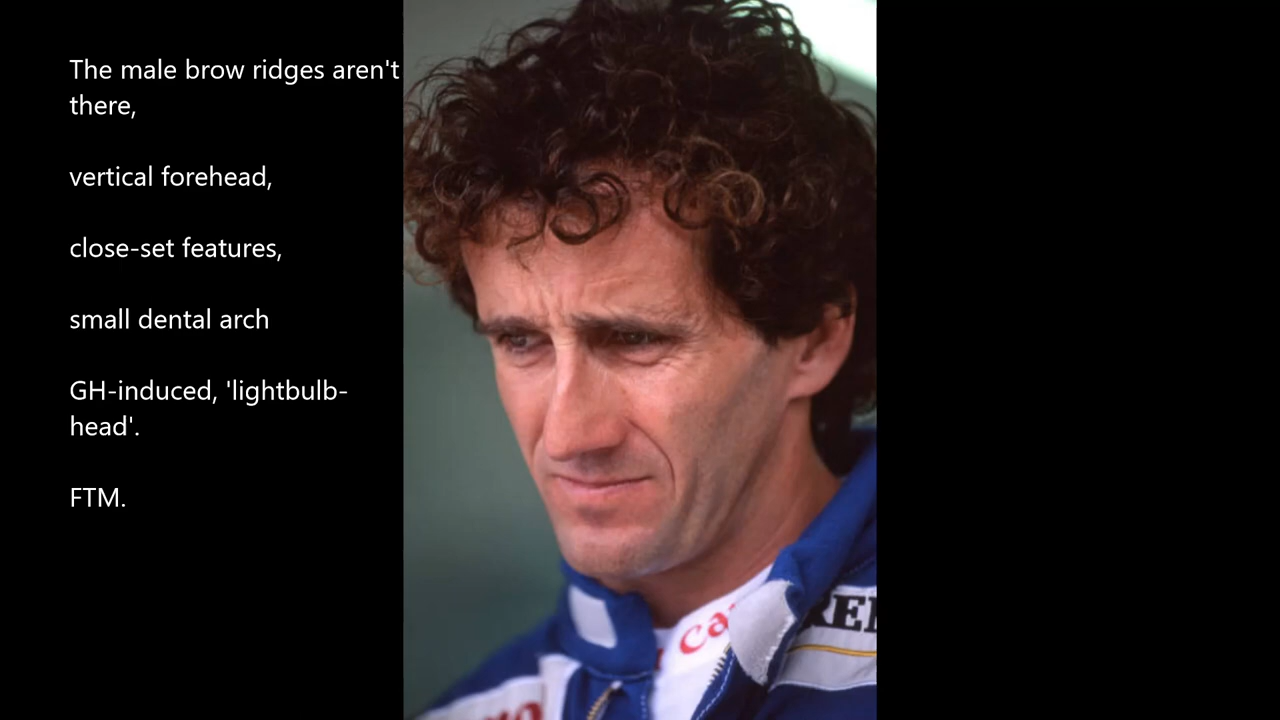 The male brow ridges aren't
there,
vertical forehead,
close-set features,
small dental arch
GH-induced, 'lightbulb-
head'.
FTM.